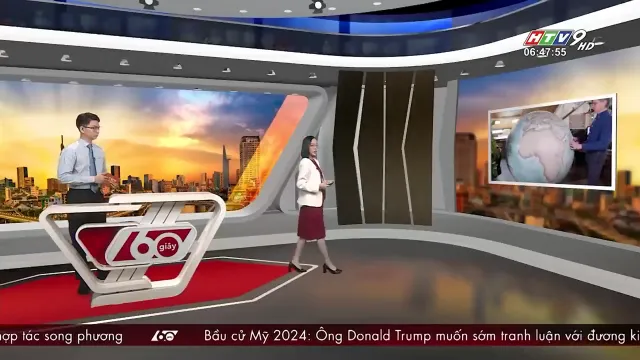 HTV9 HD
06:47:55
60 giây
hợp tác song phương 60 Bầu cử Mỹ 2024: Ông Donald Trump muốn sớm tranh luận với đương ki